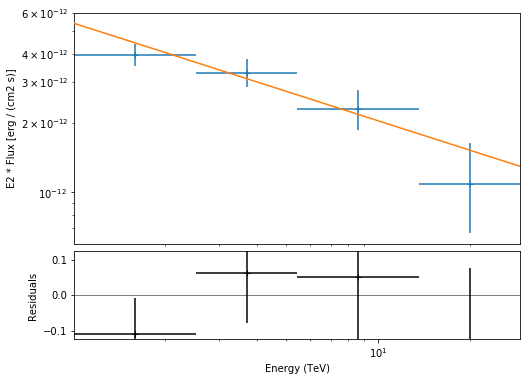 6 × 10⁻¹²
4 × 10⁻¹²
3 × 10⁻¹²
2 × 10⁻¹²
10⁻¹²
E2 * Flux [erg / (cm2 s)]
0.1
0.0
−0.1
Residuals
10¹
Energy (TeV)